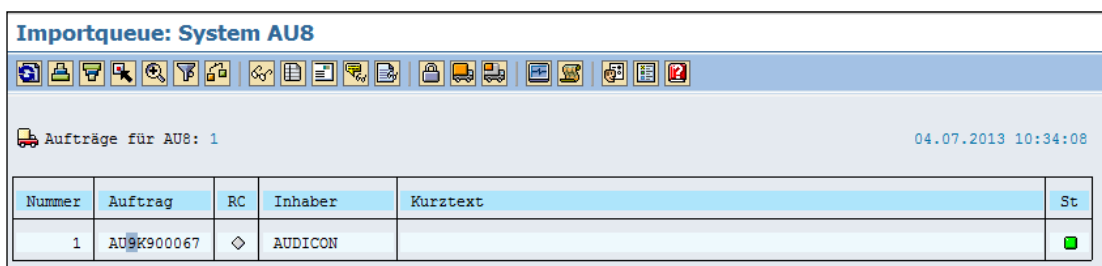 Importqueue: System AU8
Aufträge für AU8: 1 04.07.2013 10:34:08
Nummer Auftrag RC Inhaber Kurztext St
1 AU9K900067 AUDICON